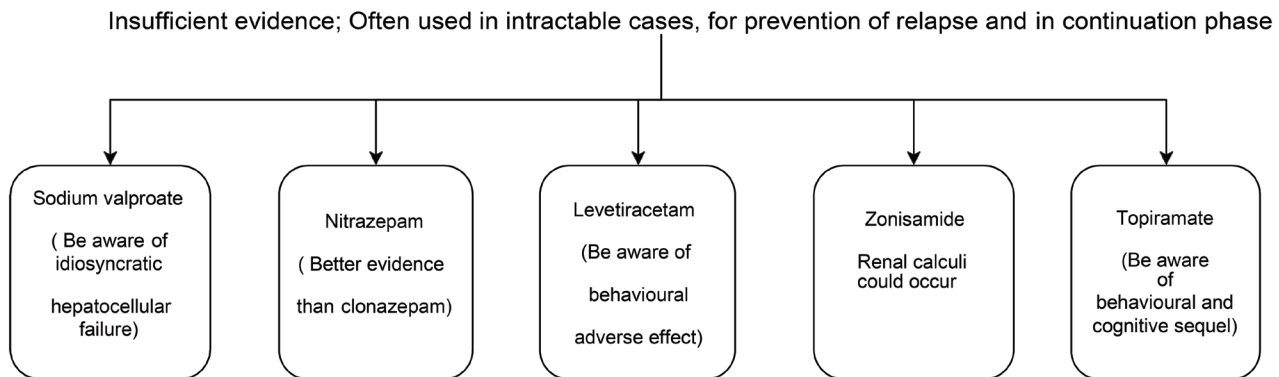 Insufficient evidence; Often used in intractable cases, for prevention of relapse and in continuation phase
Sodium valproate
( Be aware of
idiosyncratic
hepatocellular
failure)
Nitrazepam
( Better evidence
than clonazepam)
Levetiracetam
(Be aware of
behavioural
adverse effect)
Zonisamide
Renal calculi
could occur
Topiramate
(Be aware
of
behavioural and
cognitive sequel)